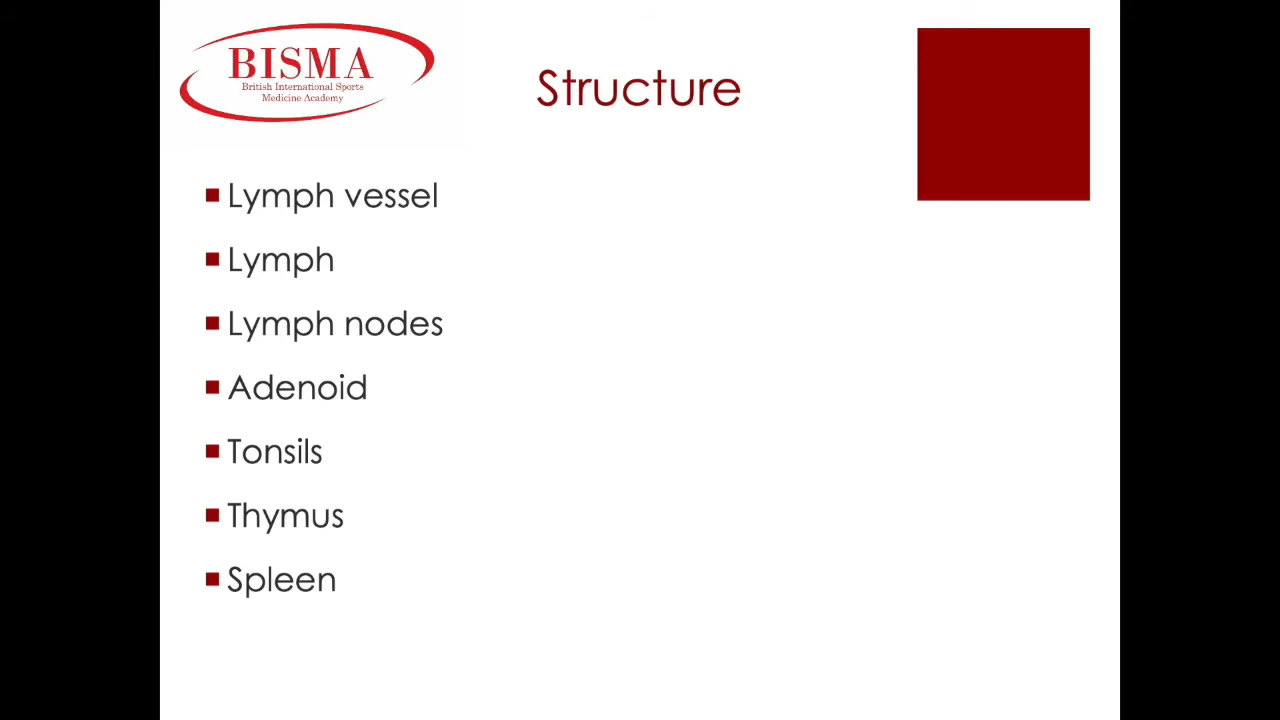 BISMA
British International Sports
Medicine Academy
Structure
Lymph vessel
Lymph
Lymph nodes
Adenoid
Tonsils
Thymus
Spleen